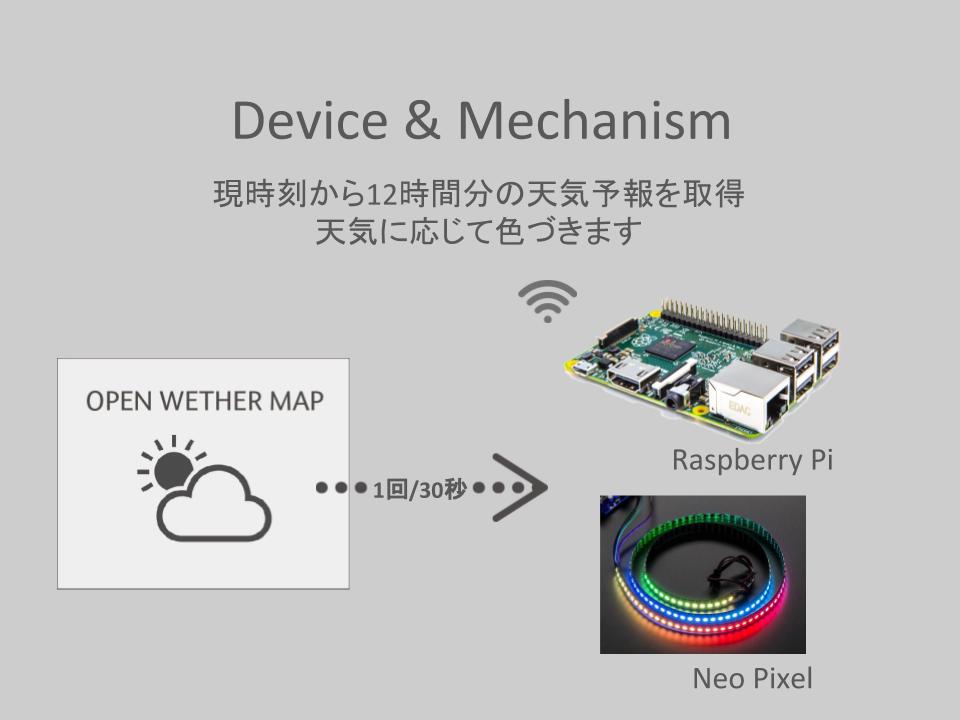 Device & Mechanism
現時刻から12時間分の天気予報を取得
天気に応じて色づきます
OPEN WETHER MAP
1回/30秒
EDAC
Raspberry Pi
Neo Pixel